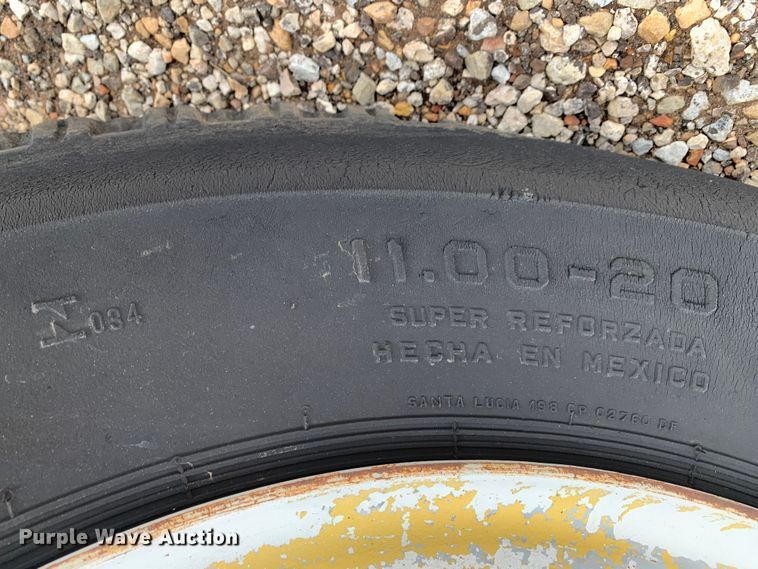 11.00-20
SUPER REFORZADA
HECHA EN MEXICO
084
SANTA LUCIA 198 CP 02760 DF
Purple Wave Auction